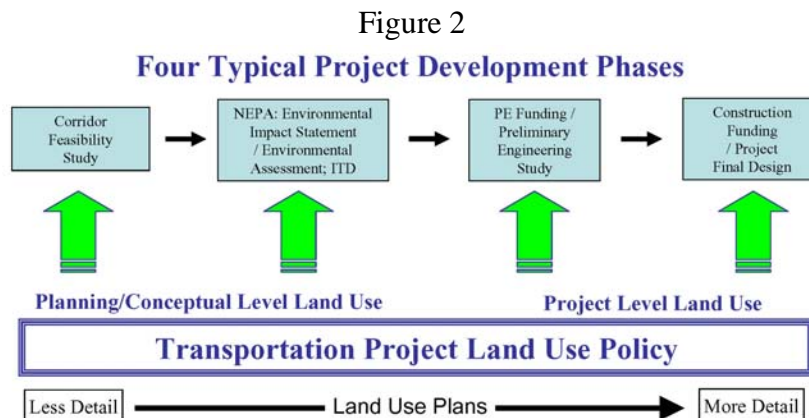 Figure 2
Four Typical Project Development Phases
Corridor
Feasibility
Study
NEPA: Environmental
Impact Statement
/ Environmental
Assessment; ITD
PE Funding /
Preliminary
Engineering
Study
Construction
Funding
/ Project
Final Design
Planning/Conceptual Level Land Use
Project Level Land Use
Transportation Project Land Use Policy
Less Detail
Land Use Plans
More Detail